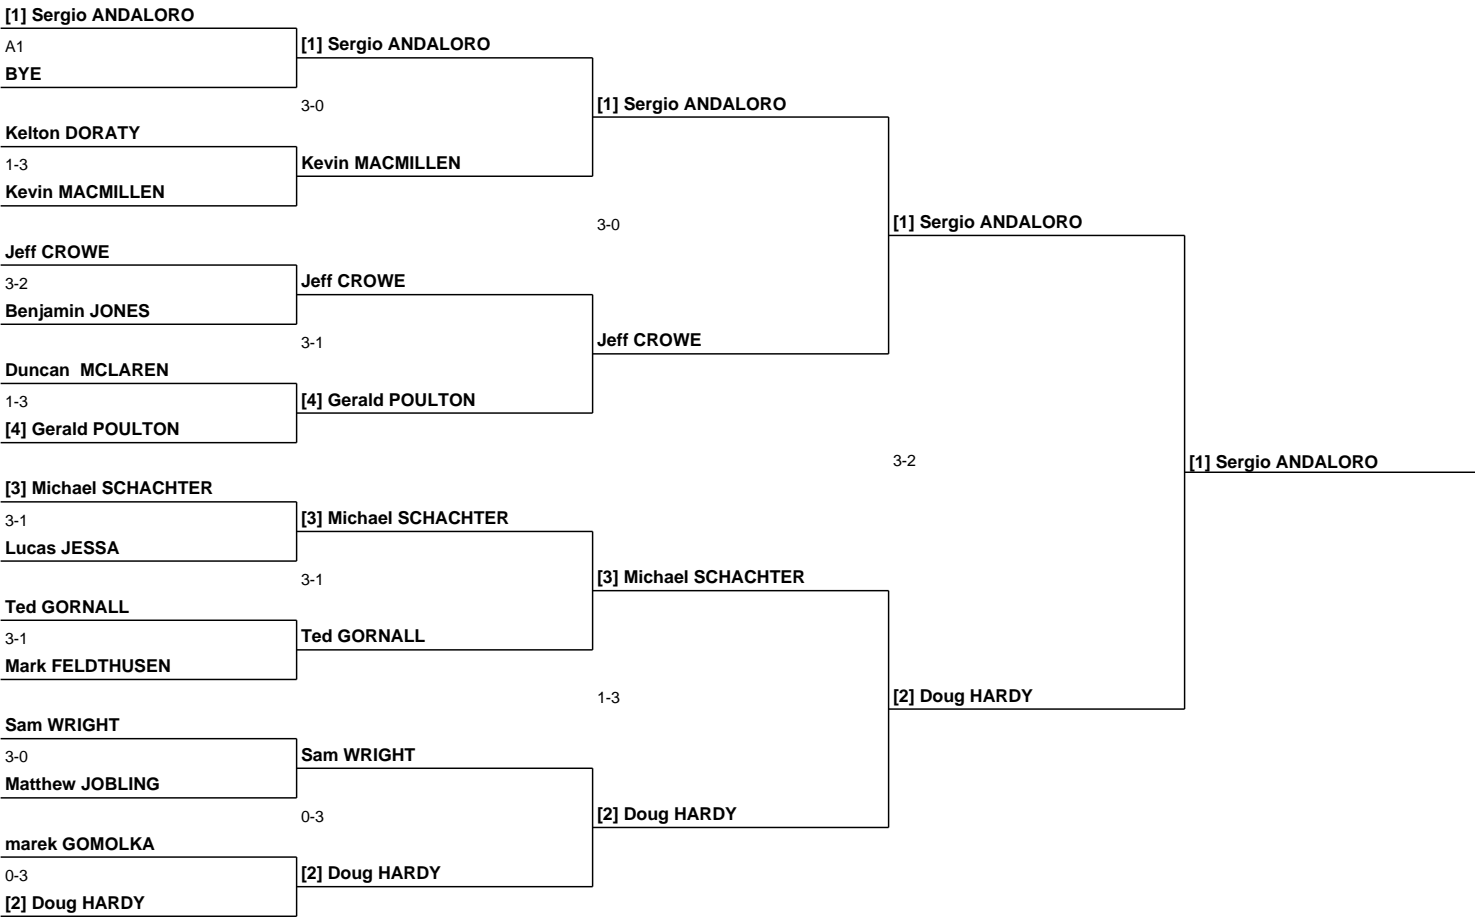 [1] Sergio ANDALORO
A1
BYE
Kelton DORATY
1-3
Kevin MACMILLEN
Jeff CROWE
3-2
Benjamin JONES
Duncan  MCLAREN
1-3
[4] Gerald POULTON
[3] Michael SCHACHTER
3-1
Lucas JESSA
Ted GORNALL
3-1
Mark FELDTHUSEN
Sam WRIGHT
3-0
Matthew JOBLING
marek GOMOLKA
0-3
[2] Doug HARDY
[1] Sergio ANDALORO
3-0
Kevin MACMILLEN
Jeff CROWE
3-1
[4] Gerald POULTON
[3] Michael SCHACHTER
3-1
Ted GORNALL
Sam WRIGHT
0-3
[2] Doug HARDY
[1] Sergio ANDALORO
3-0
Jeff CROWE
[3] Michael SCHACHTER
1-3
[2] Doug HARDY
[1] Sergio ANDALORO
3-2
[2] Doug HARDY
[1] Sergio ANDALORO